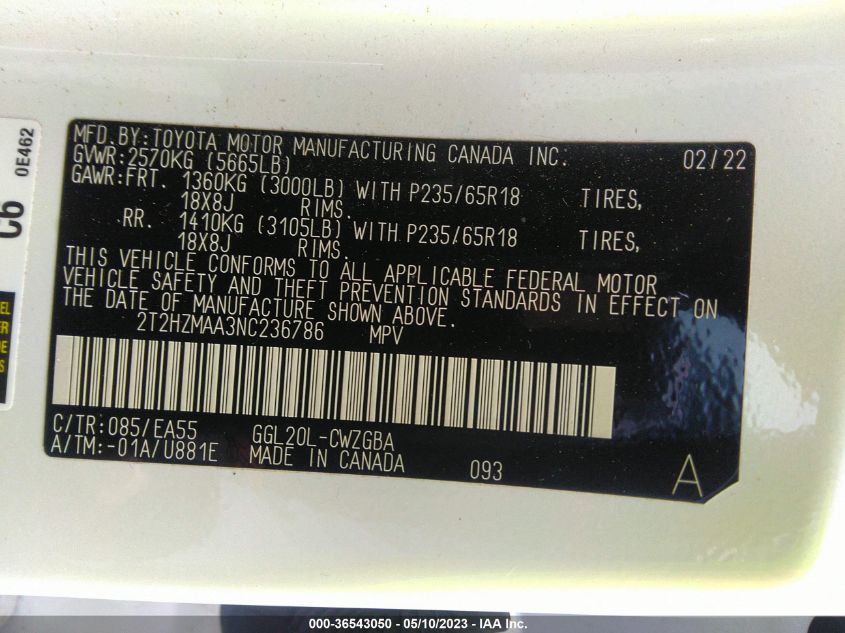 C6
0E462
MFD.BY:TOYOTA MOTOR MANUFACTURING CANADA INC. 02/22
GVWR:2570KG (5665LB)
GAWR:FRT. 1360KG (3000LB) WITH P235/65R18 TIRES,
18X8J RIMS.
RR. 1410KG (3105LB) WITH P235/65R18 TIRES,
18X8J RIMS.
THIS VEHICLE CONFORMS TO ALL APPLICABLE FEDERAL MOTOR
VEHICLE SAFETY AND THEFT PREVENTION STANDARDS IN EFFECT ON
THE DATE OF MANUFACTURE SHOWN ABOVE.
2T2HZMAA3NC236786 MPV
C/TR:085/EA55 GGL20L-CWZGBA
A/TM:-01A/U881E MADE IN CANADA 093 A
000-36543050 — 05/10/2023 — IAA Inc.